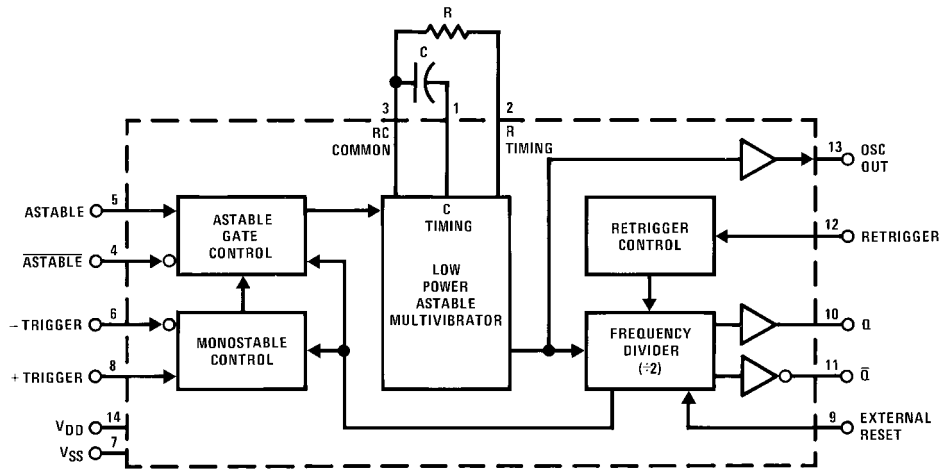 R
C
3
1
2
RC
COMMON
R
TIMING
13
OSC
OUT
5
ASTABLE
ASTABLE
GATE
CONTROL
C
TIMING
RETRIGGER
CONTROL
12
RETRIGGER
4
ASTABLE
LOW
POWER
ASTABLE
MULTIVIBRATOR
6
– TRIGGER
MONOSTABLE
CONTROL
FREQUENCY
DIVIDER
(÷2)
10
Q
8
+ TRIGGER
11
Q
14
VDD
7
VSS
9
EXTERNAL
RESET